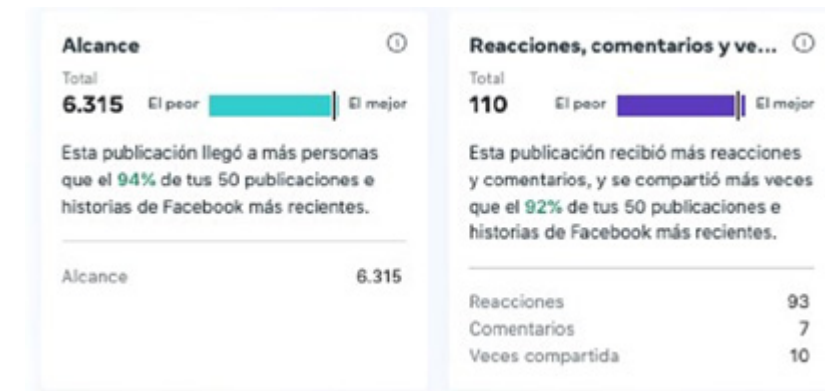 Alcance
Total
6.315 El peor El mejor
Esta publicación llegó a más personas
que el 94% de tus 50 publicaciones e
historias de Facebook más recientes.
Alcance 6.315
Reacciones, comentarios y ve...
Total
110 El peor El mejor
Esta publicación recibió más reacciones
y comentarios, y se compartió más veces
que el 92% de tus 50 publicaciones e
historias de Facebook más recientes.
Reacciones 93
Comentarios 7
Veces compartida 10